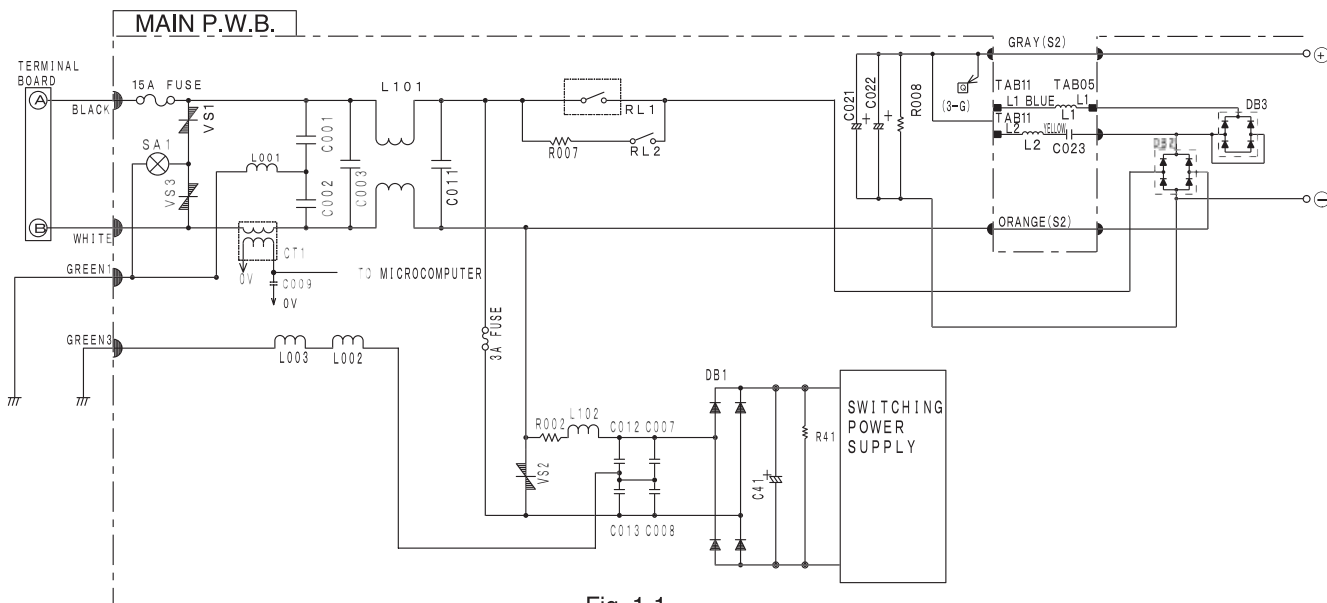 MAIN P.W.B.
TERMINAL
BOARD
A
BLACK
15A FUSE
VS1
SA1
VS3
B
WHITE
L001
C001
C002
C003
L101
C011
RL1
R007
RL2
CT1
0V
C009
0V
TO MICROCOMPUTER
GREEN1
GREEN3
L003
L002
3A FUSE
C021
C022
R008
+
+
Q
(3-G)
GRAY(S2)
TAB11
TAB05
L1 BLUE
L1
L1
TAB11
L2
YELLOW
L2
C023
DB3
ORANGE(S2)
+
−
R002
L102
VS2
C012 C007
C013 C008
DB1
C41
+
R41
SWITCHING
POWER
SUPPLY